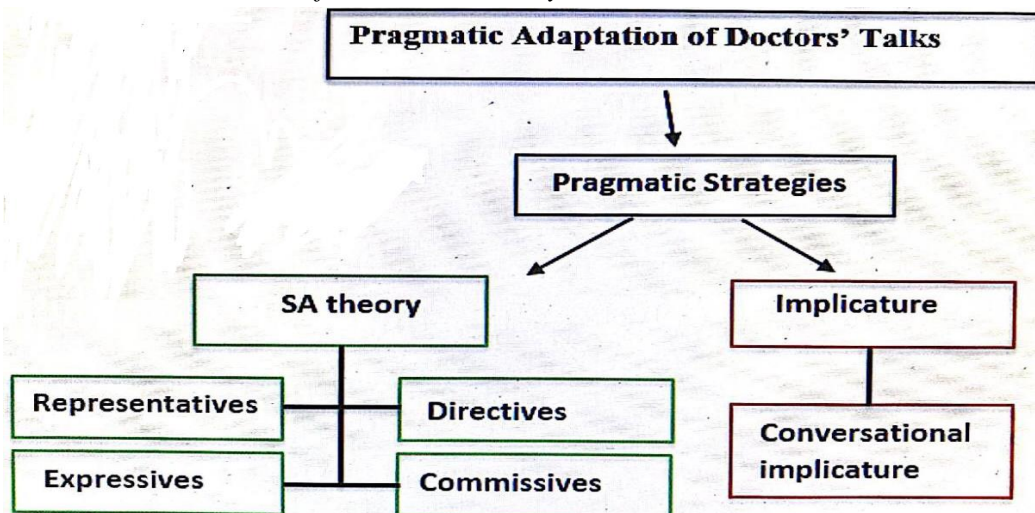 Pragmatic Adaptation of Doctors’ Talks
Pragmatic Strategies
SA theory
Implicature
Representatives
Directives
Expressives
Commissives
Conversational
implicature